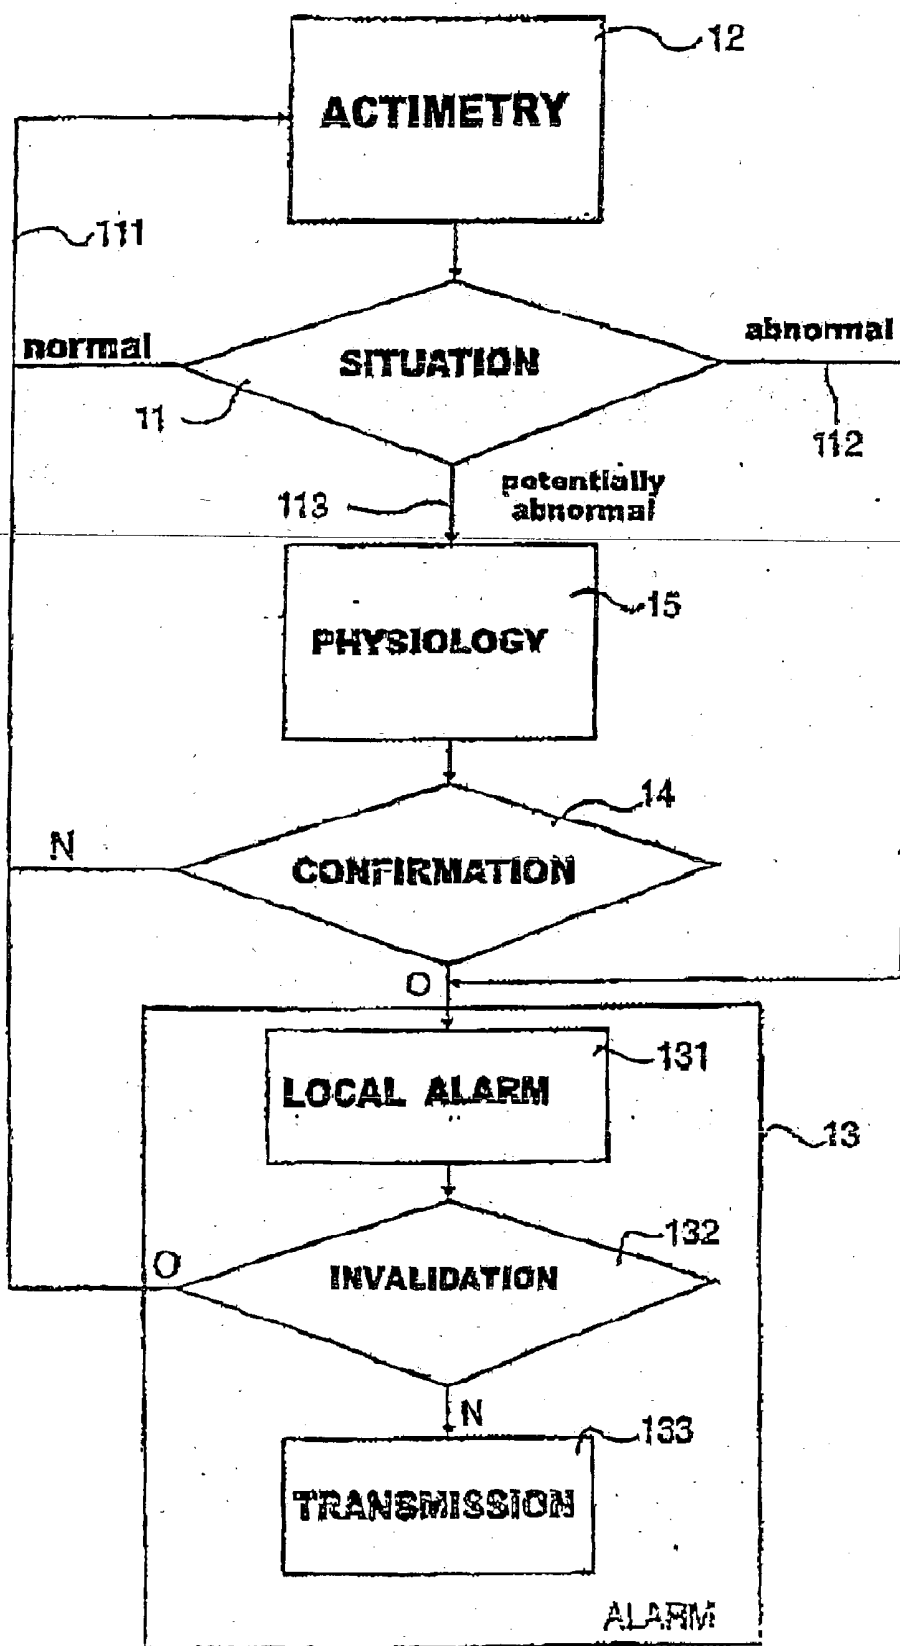 12
ACTIMETRY
111
normal
SITUATION
abnormal
11
112
113
potentially
abnormal
15
PHYSIOLOGY
14
N
CONFIRMATION
O
131
LOCAL ALARM
13
132
O
INVALIDATION
N
133
TRANSMISSION
ALARM